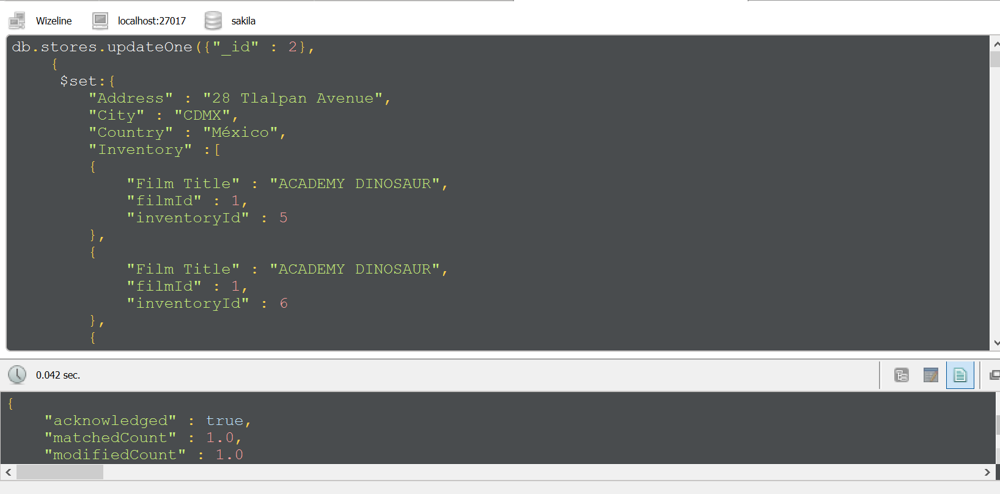 Wizeline localhost:27017 sakila
db.stores.updateOne({"_id" : 2},
{
$set:{
"Address" : "28 Tlalpan Avenue",
"City" : "CDMX",
"Country" : "México",
"Inventory" :[
{
"Film Title" : "ACADEMY DINOSAUR",
"filmId" : 1,
"inventoryId" : 5
},
{
"Film Title" : "ACADEMY DINOSAUR",
"filmId" : 1,
"inventoryId" : 6
},
{
0.042 sec.
{
"acknowledged" : true,
"matchedCount" : 1.0,
"modifiedCount" : 1.0